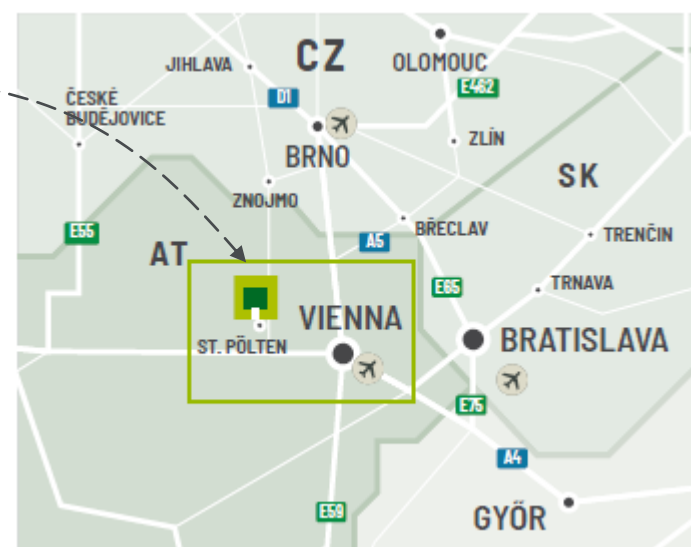 CZ
JIHLAVA
OLOMOUC
D1
E462
ČESKÉ
BUDĚJOVICE
ZLÍN
BRNO
SK
ZNOJMO
E55
BŘECLAV
TRENČÍN
A5
AT
E65
TRNAVA
VIENNA
BRATISLAVA
ST. PÖLTEN
E75
A4
E59
GYŐR